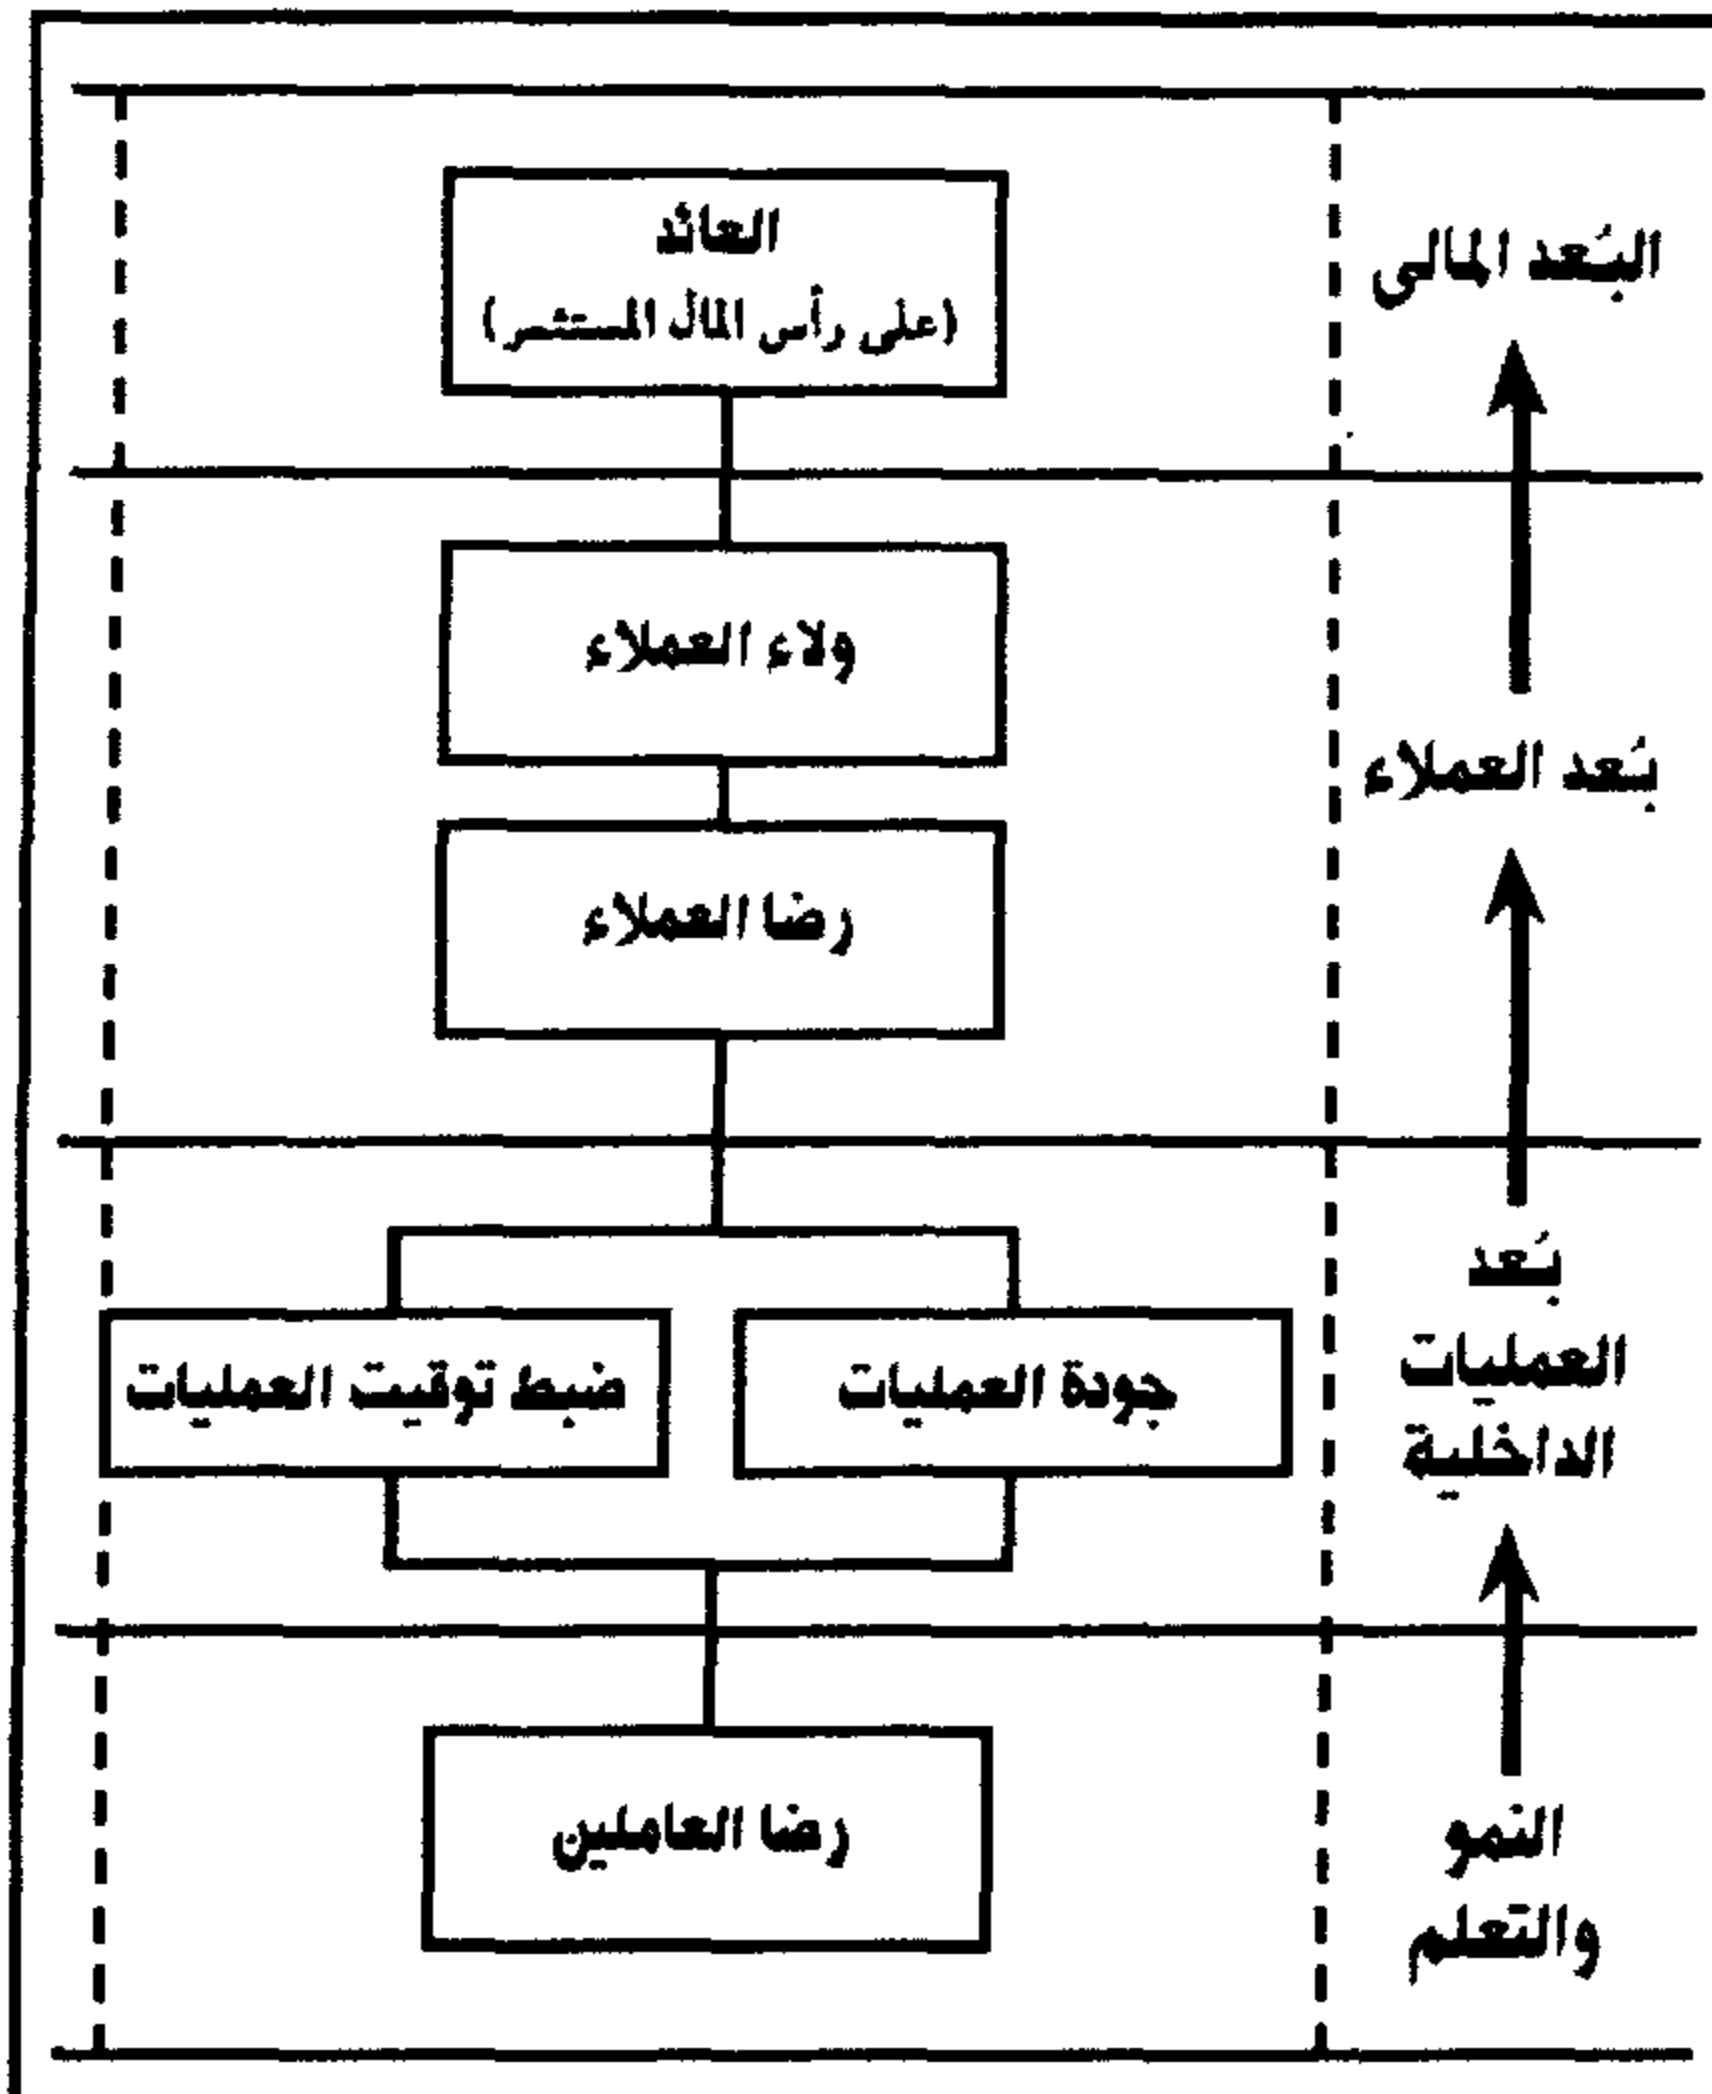 البُعد المالى
العائد
(على رأس المال المستثمر)
بُعد العملاء
ولاء العملاء
رضا العملاء
بُعد
العمليات
الداخلية
جودة العمليات
ضبط توقيت العمليات
النمو
والتعلم
رضا العاملين